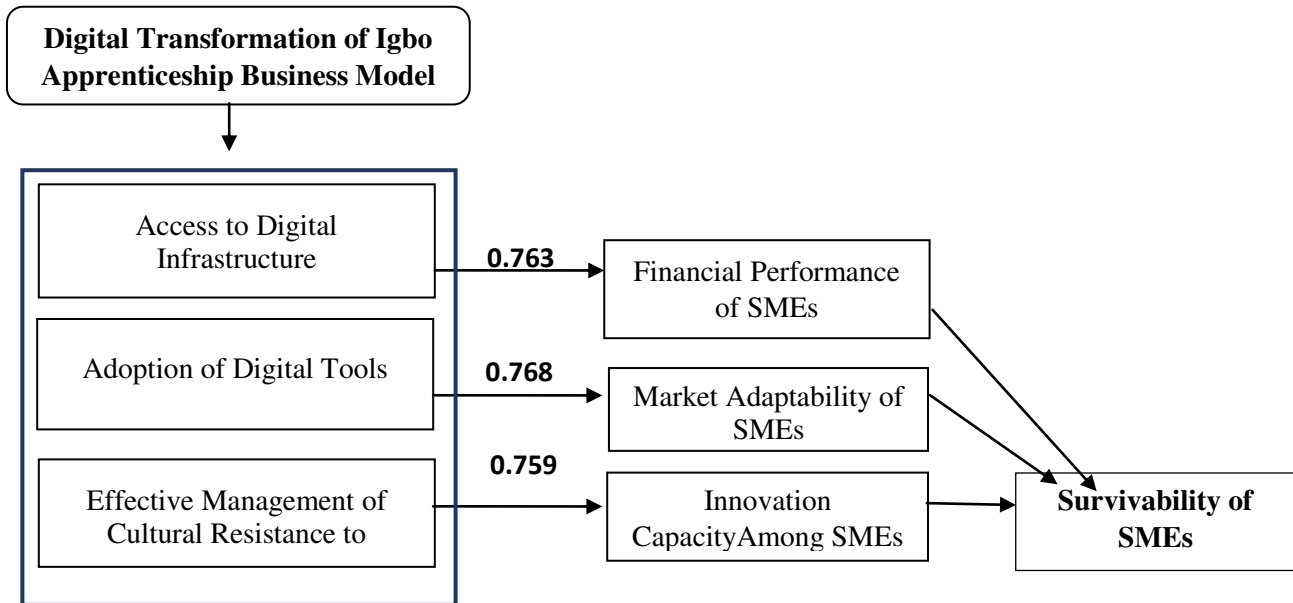 Digital Transformation of Igbo
Apprenticeship Business Model
Access to Digital
Infrastructure
0.763
Financial Performance
of SMEs
Adoption of Digital Tools
0.768
Market Adaptability of
SMEs
Effective Management of
Cultural Resistance to
0.759
Innovation
CapacityAmong SMEs
Survivability of
SMEs